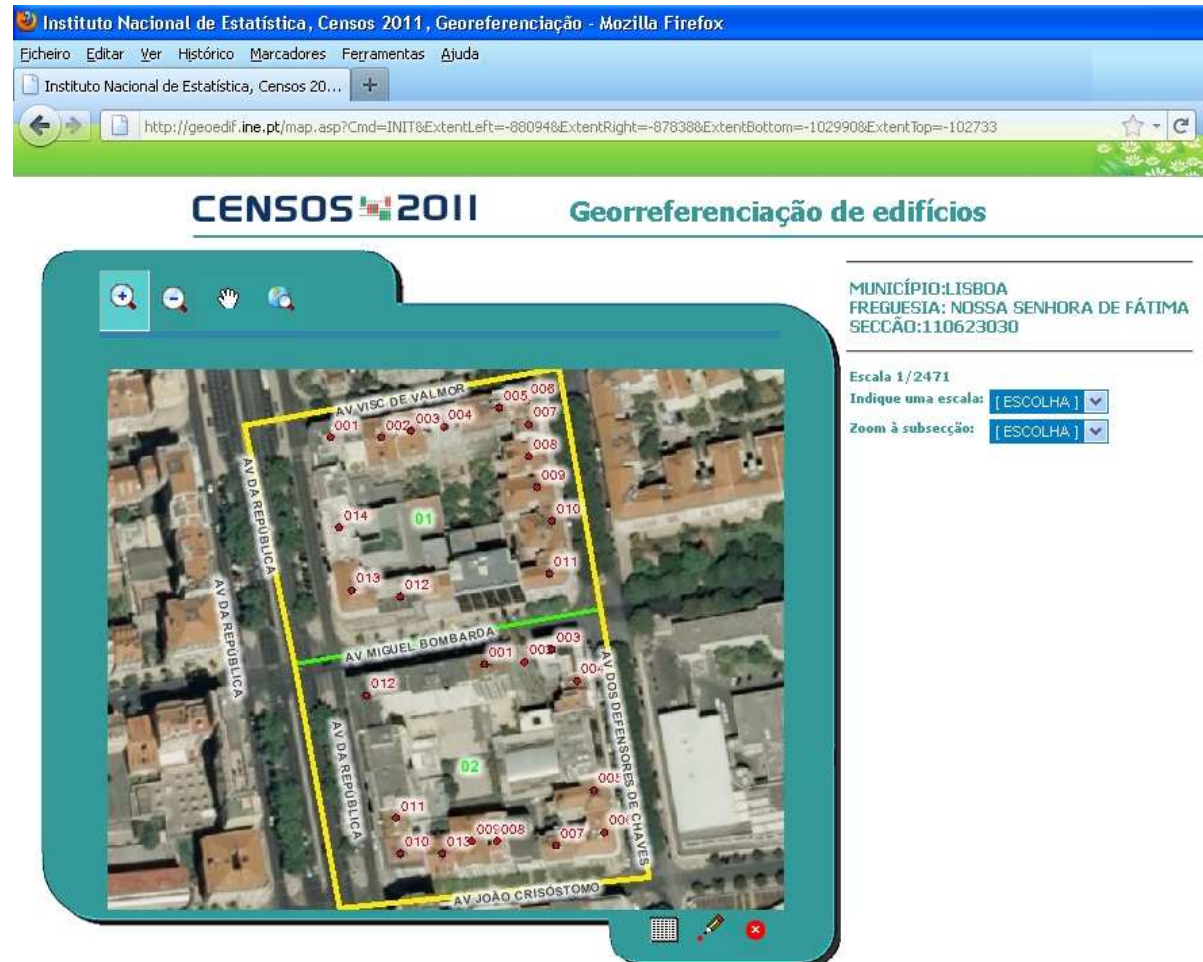 Instituto Nacional de Estatística, Censos 2011, Georeferenciação - Mozilla Firefox
Ficheiro Editar Ver Histórico Marcadores Ferramentas Ajuda
Instituto Nacional de Estatística, Censos 20...
http://geoedif.ine.pt/map.asp?Cmd=INIT&ExtentLeft=-88094&ExtentRight=-87838&ExtentBottom=-102990&ExtentTop=-102733
CENSOS 2011
Georreferenciação de edifícios
MUNICÍPIO:LISBOA
FREGUESIA: NOSSA SENHORA DE FÁTIMA
SECCÃO:110623030
Escala 1/2471
Indique uma escala: [ ESCOLHA ]
Zoom à subsecção: [ ESCOLHA ]
AV VISC DE VALMOR
001 002 003 004 005 006
007
008
009
010
011
012
013
014
01
AV DA REPÚBLICA
AV DA REPÚBLICA
AV MIGUEL BOMBARDA
001 002 003
004
012
AV DOS DEFENSORES DE CHAVES
AV DA REPÚBLICA
02
005
006
011
010 013 009 008 007
AV JOÃO CRISÓSTOMO